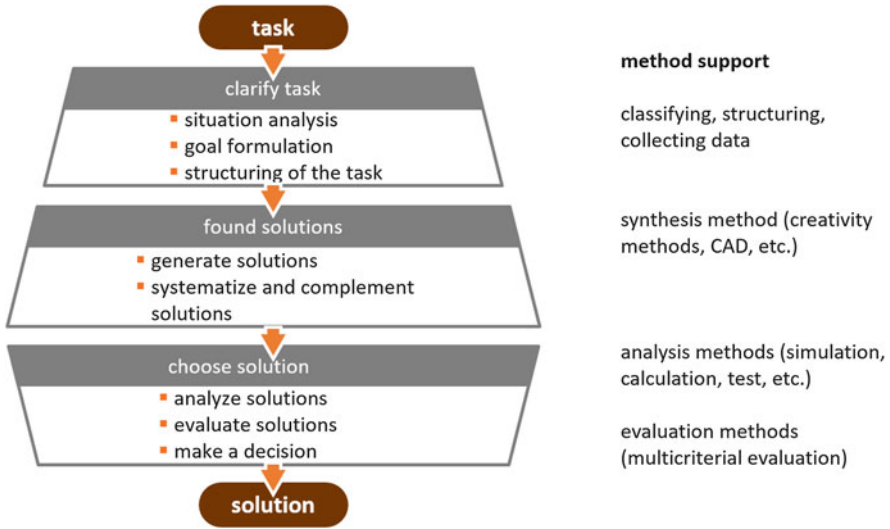 task
method support
clarify task
situation analysis
goal formulation
structuring of the task
classifying, structuring,
collecting data
found solutions
generate solutions
systematize and complement
solutions
synthesis method (creativity
methods, CAD, etc.)
choose solution
analyze solutions
evaluate solutions
make a decision
analysis methods (simulation,
calculation, test, etc.)
evaluation methods
(multicriterial evaluation)
solution